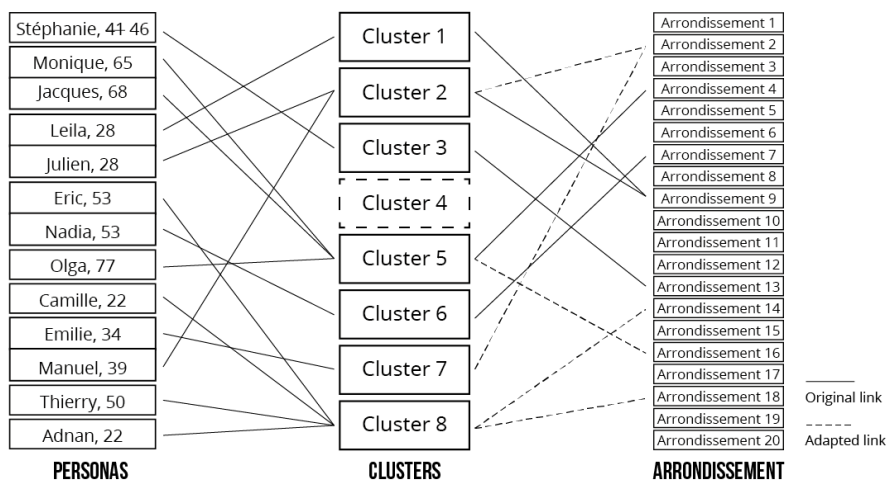 Stéphanie, 41 46
Monique, 65
Jacques, 68
Leila, 28
Julien, 28
Eric, 53
Nadia, 53
Olga, 77
Camille, 22
Emilie, 34
Manuel, 39
Thierry, 50
Adnan, 22
PERSONAS
Cluster 1
Cluster 2
Cluster 3
Cluster 4
Cluster 5
Cluster 6
Cluster 7
Cluster 8
CLUSTERS
Arrondissement 1
Arrondissement 2
Arrondissement 3
Arrondissement 4
Arrondissement 5
Arrondissement 6
Arrondissement 7
Arrondissement 8
Arrondissement 9
Arrondissement 10
Arrondissement 11
Arrondissement 12
Arrondissement 13
Arrondissement 14
Arrondissement 15
Arrondissement 16
Arrondissement 17
Arrondissement 18
Arrondissement 19
Arrondissement 20
ARRONDISSEMENT
Original link
Adapted link